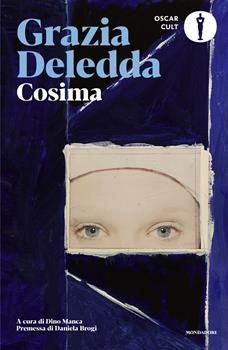 Grazia
Deledda
Cosima
OSCAR
CULT
A cura di Dino Manca
Premessa di Daniela Brogi
MONDADORI